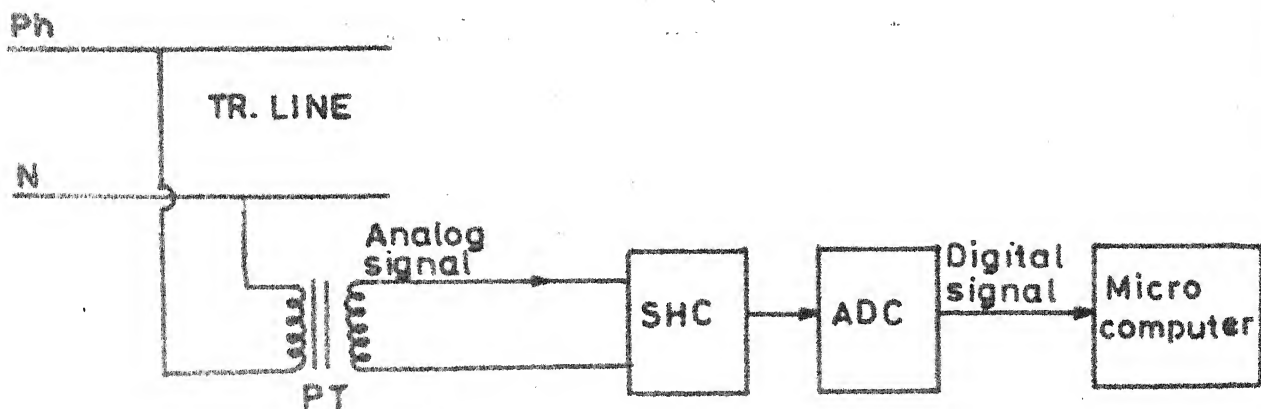 Ph
TR. LINE
N
Analog
signal
PT
SHC
ADC
Digital
signal
Micro
computer